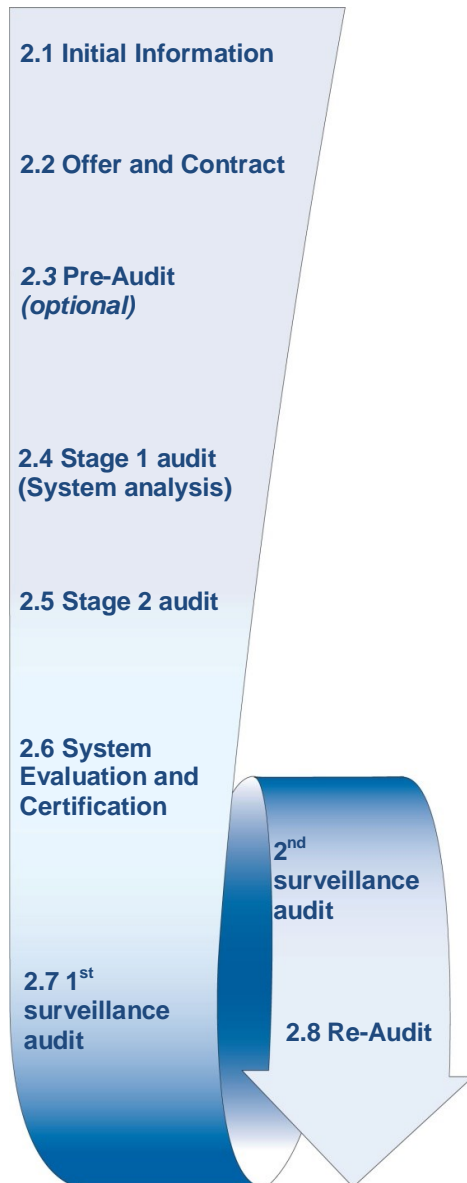 2.1 Initial Information
2.2 Offer and Contract
2.3 Pre-Audit
(optional)
2.4 Stage 1 audit
(System analysis)
2.5 Stage 2 audit
2.6 System
Evaluation and
Certification
2.7 1st
surveillance
audit
2nd
surveillance
audit
2.8 Re-Audit